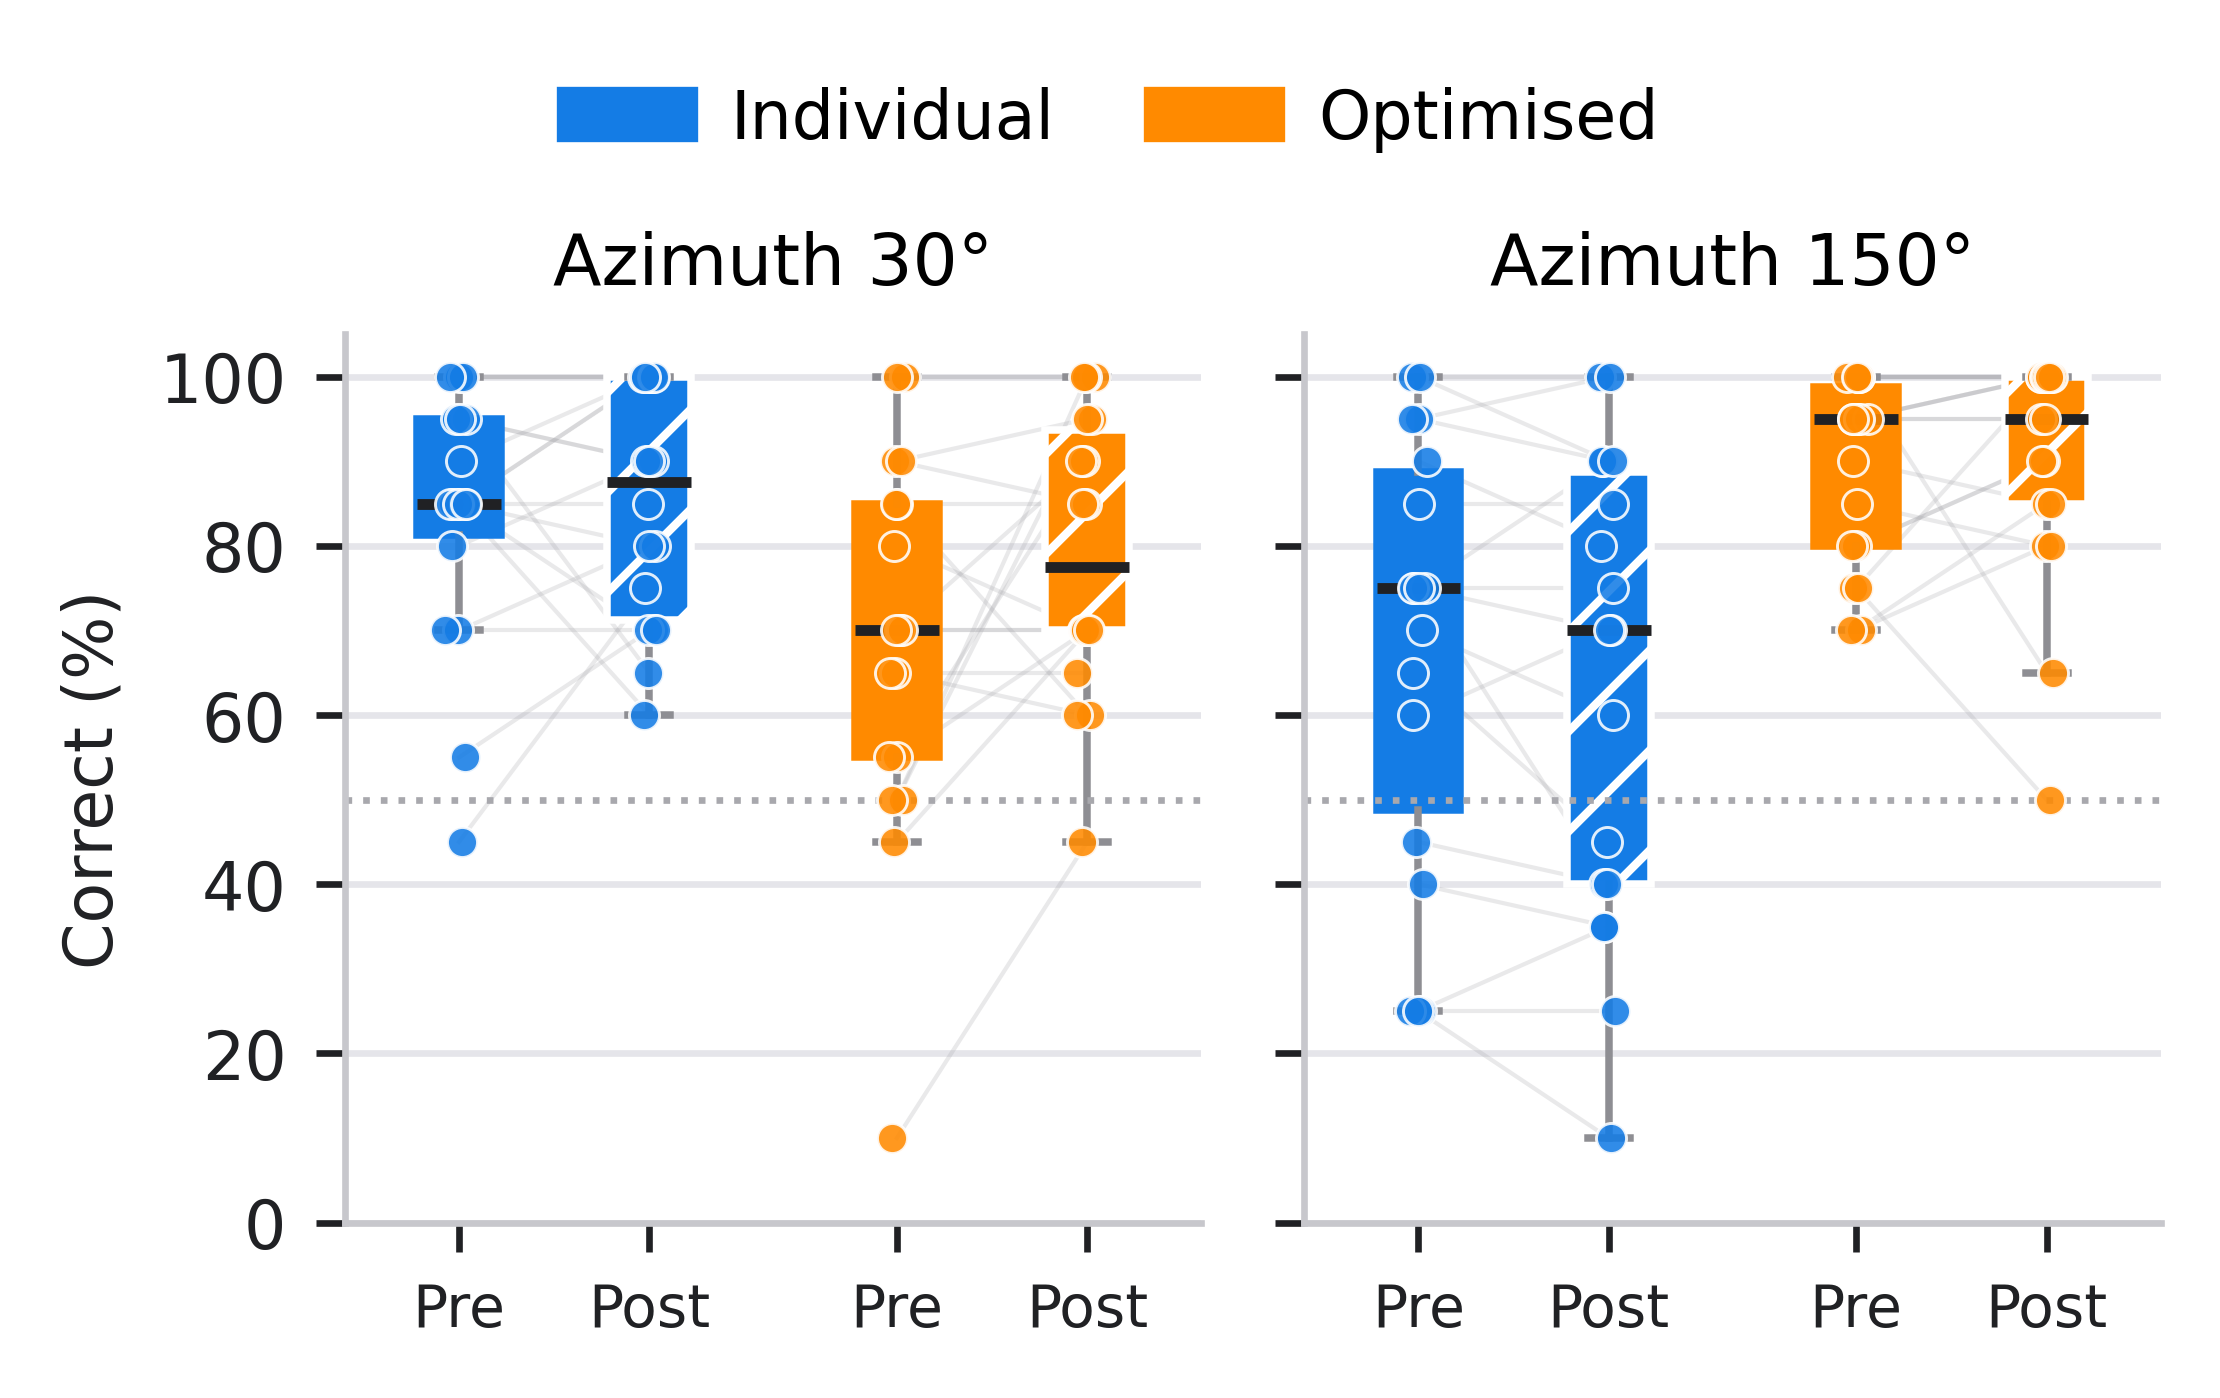 Individual Optimised
Azimuth 30° Azimuth 150°
Correct (%)
100
80
60
40
20
0
Pre Post Pre Post Pre Post Pre Post